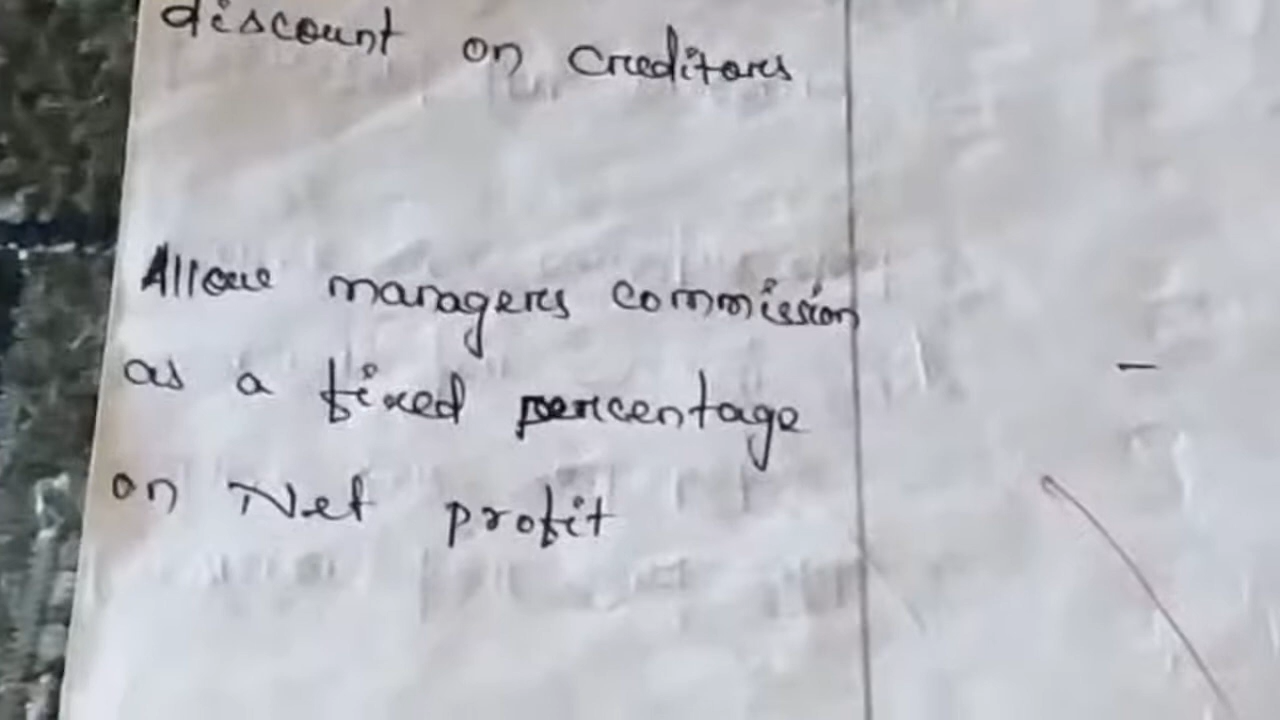 discount on Creditors
Allow managers commission
as a fixed percentage
on Net profit